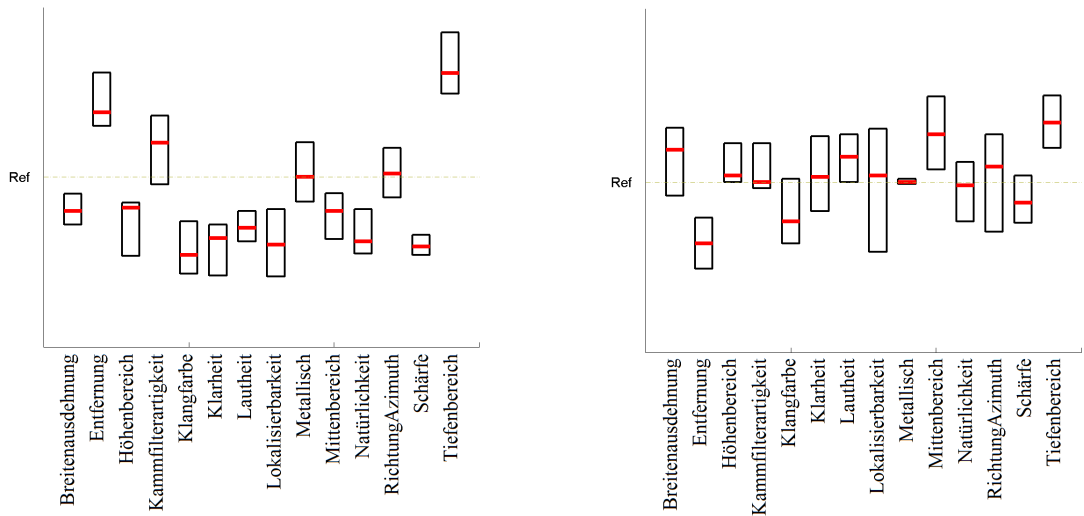 Ref
Breitenausdehnung
Entfernung
Höhenbereich
Kammfilterartigkeit
Klangfarbe
Klarheit
Lautheit
Lokalisierbarkeit
Metallisch
Mittenbereich
Natürlichkeit
RichtungAzimuth
Schärfe
Tiefenbereich
Ref
Breitenausdehnung
Entfernung
Höhenbereich
Kammfilterartigkeit
Klangfarbe
Klarheit
Lautheit
Lokalisierbarkeit
Metallisch
Mittenbereich
Natürlichkeit
RichtungAzimuth
Schärfe
Tiefenbereich